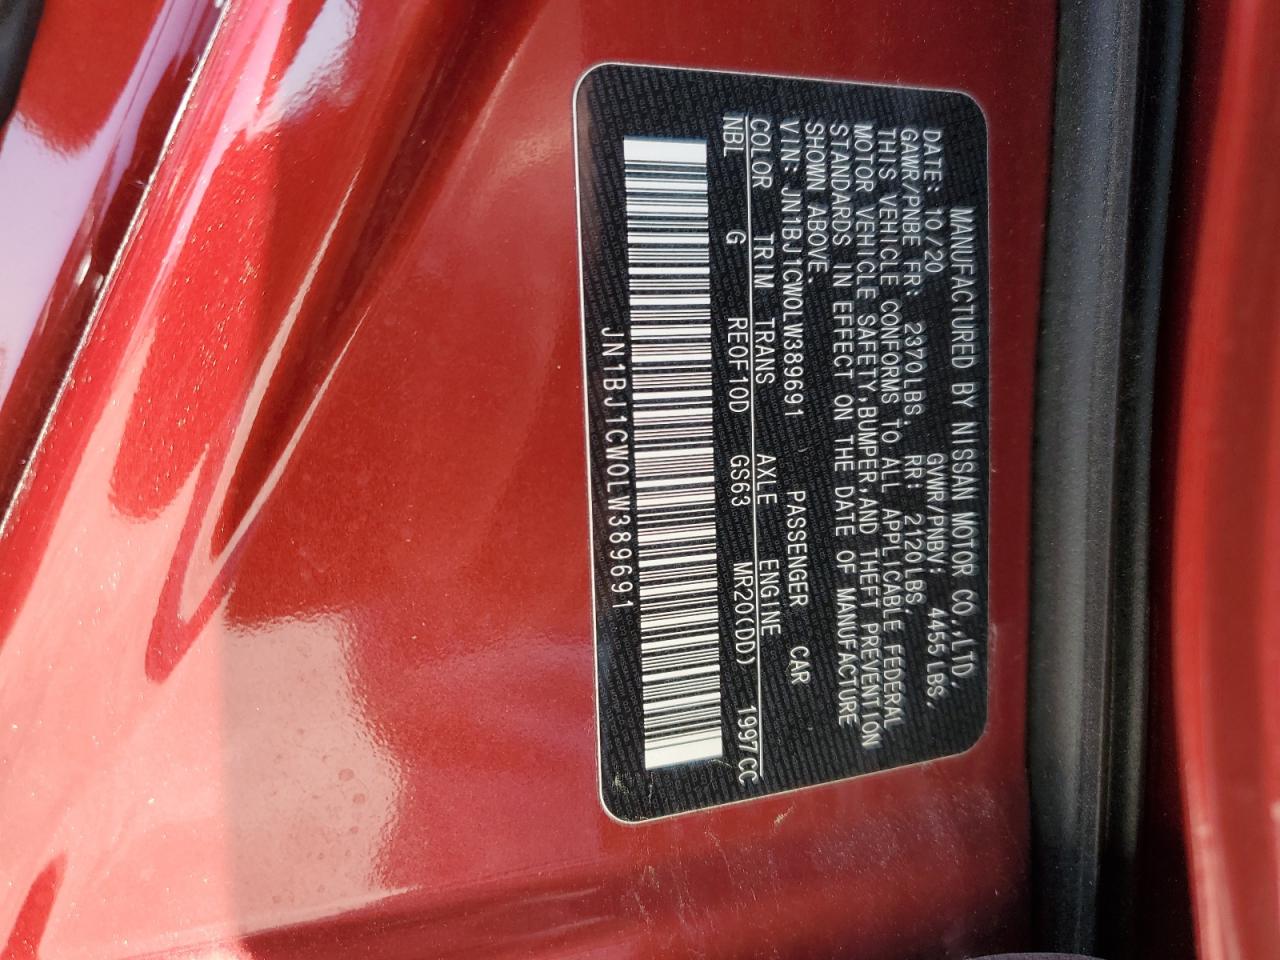 MANUFACTURED BY NISSAN MOTOR CO.,LTD.
DATE: 10/20 GVWR/PNBV: 4455 LBS,
GAWR/PNBE FR: 2370LBS, RR: 2120LBS
THIS VEHICLE CONFORMS TO ALL APPLICABLE FEDERAL
MOTOR VEHICLE SAFETY,BUMPER,AND THEFT PREVENTION
STANDARDS IN EFFECT ON THE DATE OF MANUFACTURE
SHOWN ABOVE.
VIN: JN1BJ1CW0LW389691 PASSENGER CAR
COLOR TRIM TRANS AXLE ENGINE
NBL G RE0F10D GS63 MR20(DD) 1997CC
JN1BJ1CW0LW389691